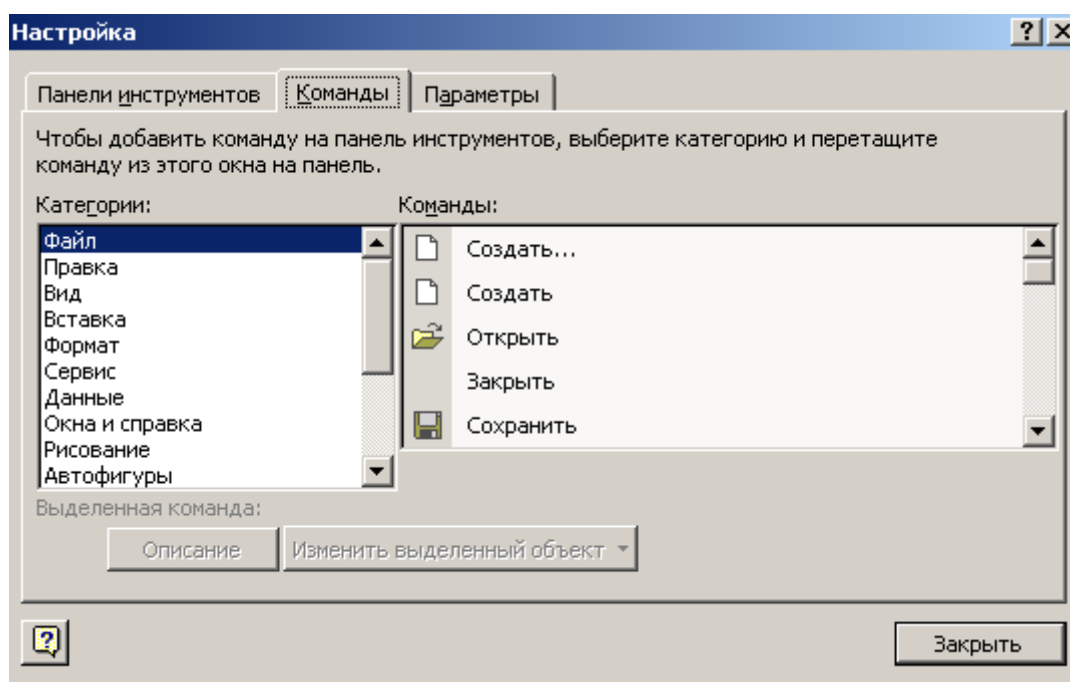 Настройка
Панели инструментов Команды Параметры
Чтобы добавить команду на панель инструментов, выберите категорию и перетащите
команду из этого окна на панель.
Категории: Команды:
Файл
Правка
Вид
Вставка
Формат
Сервис
Данные
Окна и справка
Рисование
Автофигуры
Создать...
Создать
Открыть
Закрыть
Сохранить
Выделенная команда:
Описание Изменить выделенный объект
Закрыть